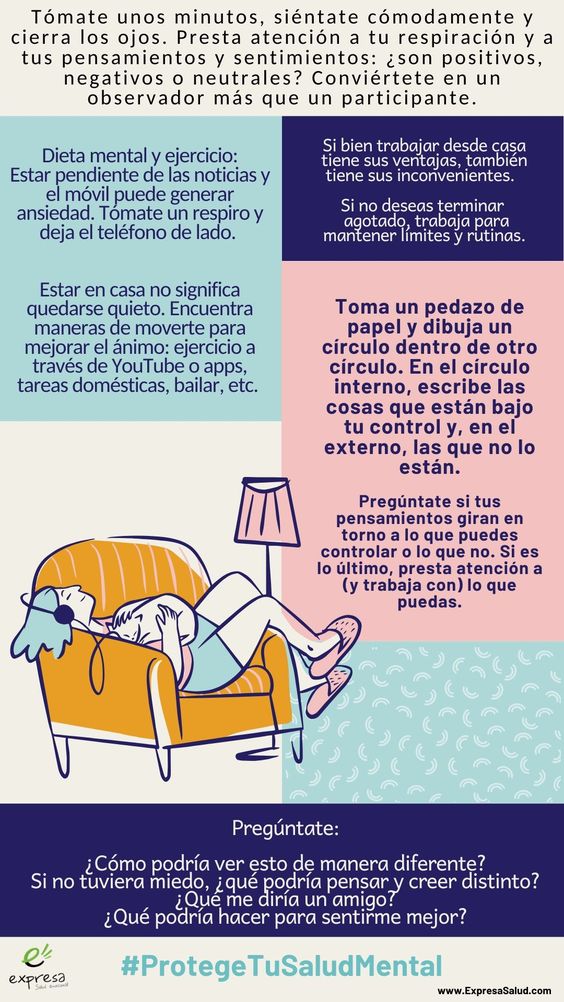 Tómate unos minutos, siéntate cómodamente y
cierra los ojos. Presta atención a tu respiración y a
tus pensamientos y sentimientos: ¿son positivos,
negativos o neutrales? Conviértete en un
observador más que un participante.
Dieta mental y ejercicio:
Estar pendiente de las noticias y
el móvil puede generar
ansiedad. Tómate un respiro y
deja el teléfono de lado.
Estar en casa no significa
quedarse quieto. Encuentra
maneras de moverte para
mejorar el ánimo: ejercicio a
través de YouTube o apps,
tareas domésticas, bailar, etc.
Si bien trabajar desde casa
tiene sus ventajas, también
tiene sus inconvenientes.
Si no deseas terminar
agotado, trabaja para
mantener límites y rutinas.
Toma un pedazo de
papel y dibuja un
círculo dentro de otro
círculo. En el círculo
interno, escribe las
cosas que están bajo
tu control y, en el
externo, las que no lo
están.
Pregúntate si tus
pensamientos giran en
torno a lo que puedes
controlar o lo que no. Si es
lo último, presta atención a
(y trabaja con) lo que
puedas.
Pregúntate:
¿Cómo podría ver esto de manera diferente?
Si no tuviera miedo, ¿qué podría pensar y creer distinto?
¿Qué me diría un amigo?
¿Qué podría hacer para sentirme mejor?
expresa
Salud emocional
#ProtegeTuSaludMental
www.ExpresaSalud.com